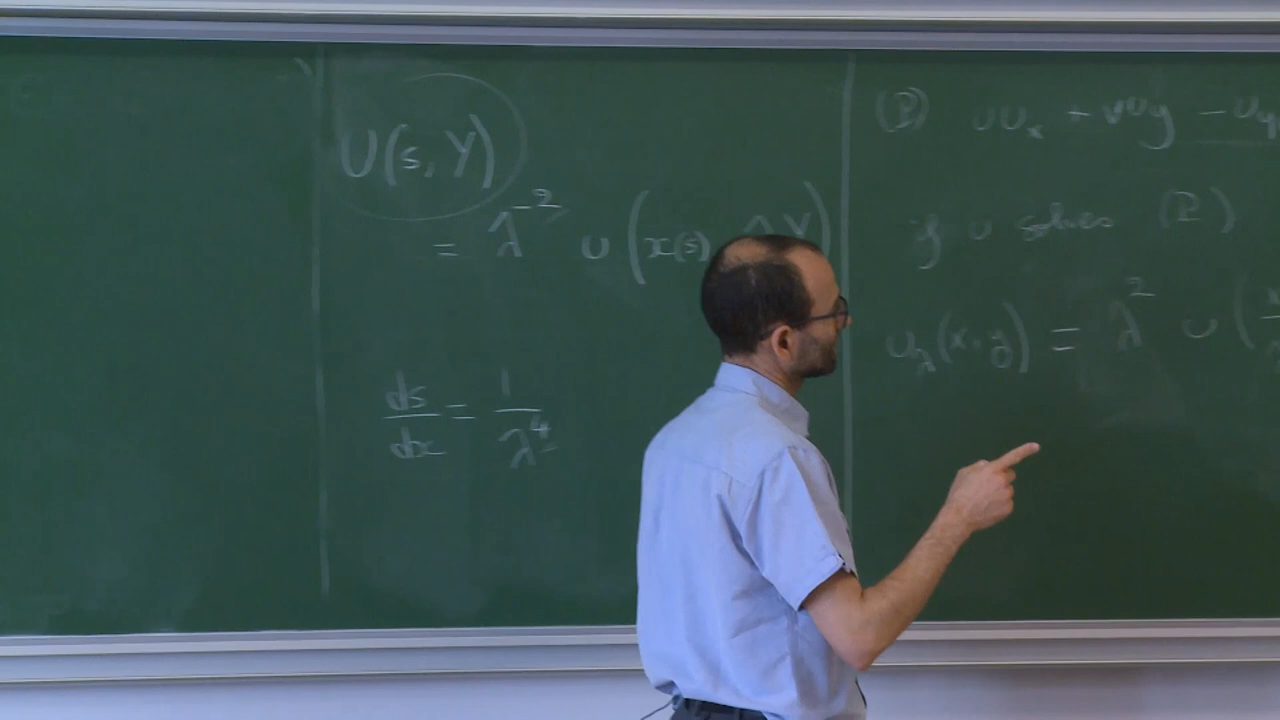 U(s, Y)
= λ^{-2} u (x(s), λY)
ds/dx = 1/λ^4
(P) uu_x + vu_y - u_y
if u solves (P)
u_λ(x, y) = λ^2 u (x